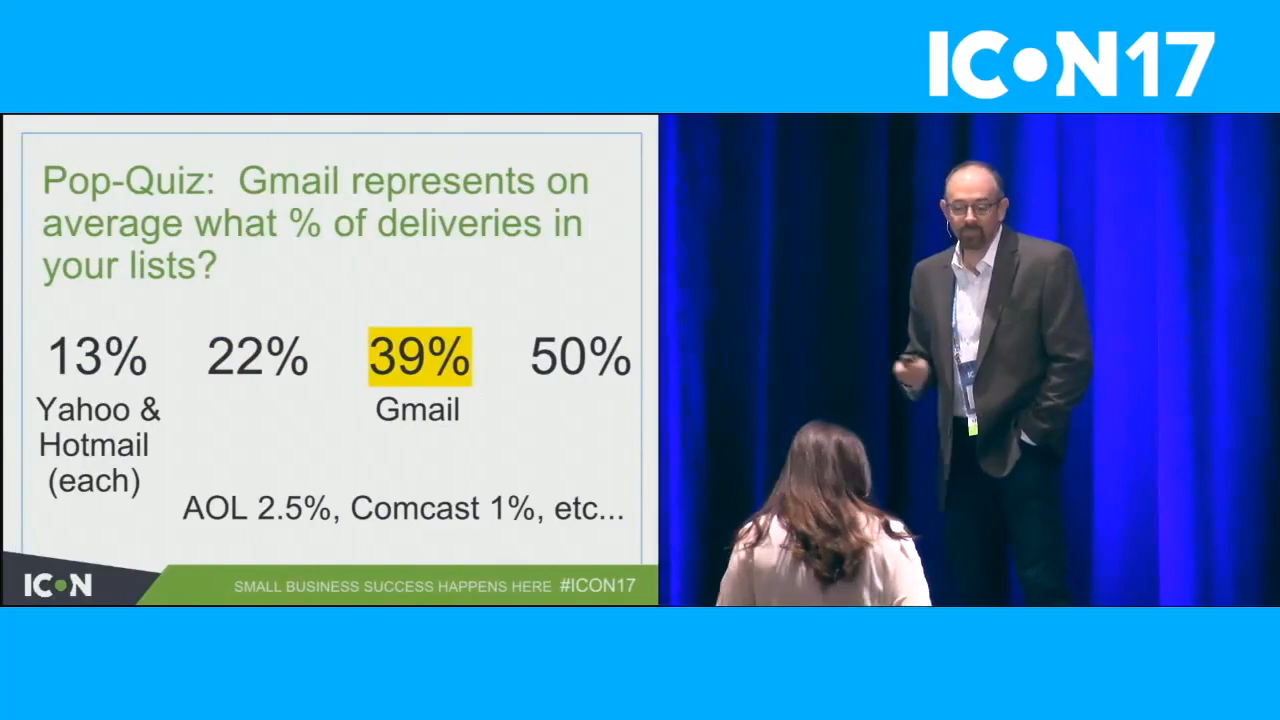 ICON17
Pop-Quiz: Gmail represents on
average what % of deliveries in
your lists?
13% 22% 39% 50%
Yahoo & Gmail
Hotmail
(each)
AOL 2.5%, Comcast 1%, etc...
ICON SMALL BUSINESS SUCCESS HAPPENS HERE #ICON17
IC